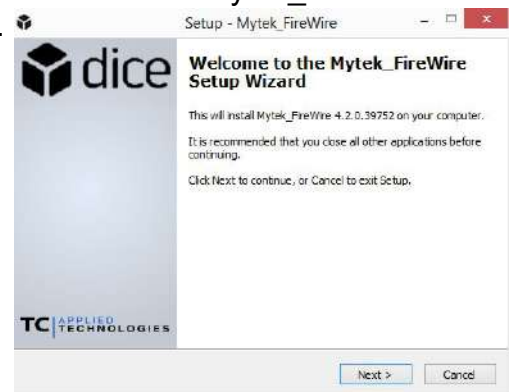 Setup - Mytek_FireWire
dice
Welcome to the Mytek_FireWire
Setup Wizard
This will install Mytek_FireWire 4.2.0.39752 on your computer.
It is recommended that you close all other applications before
continuing.
Click Next to continue, or Cancel to exit Setup.
TC APPLIED
TECHNOLOGIES
Next > Cancel